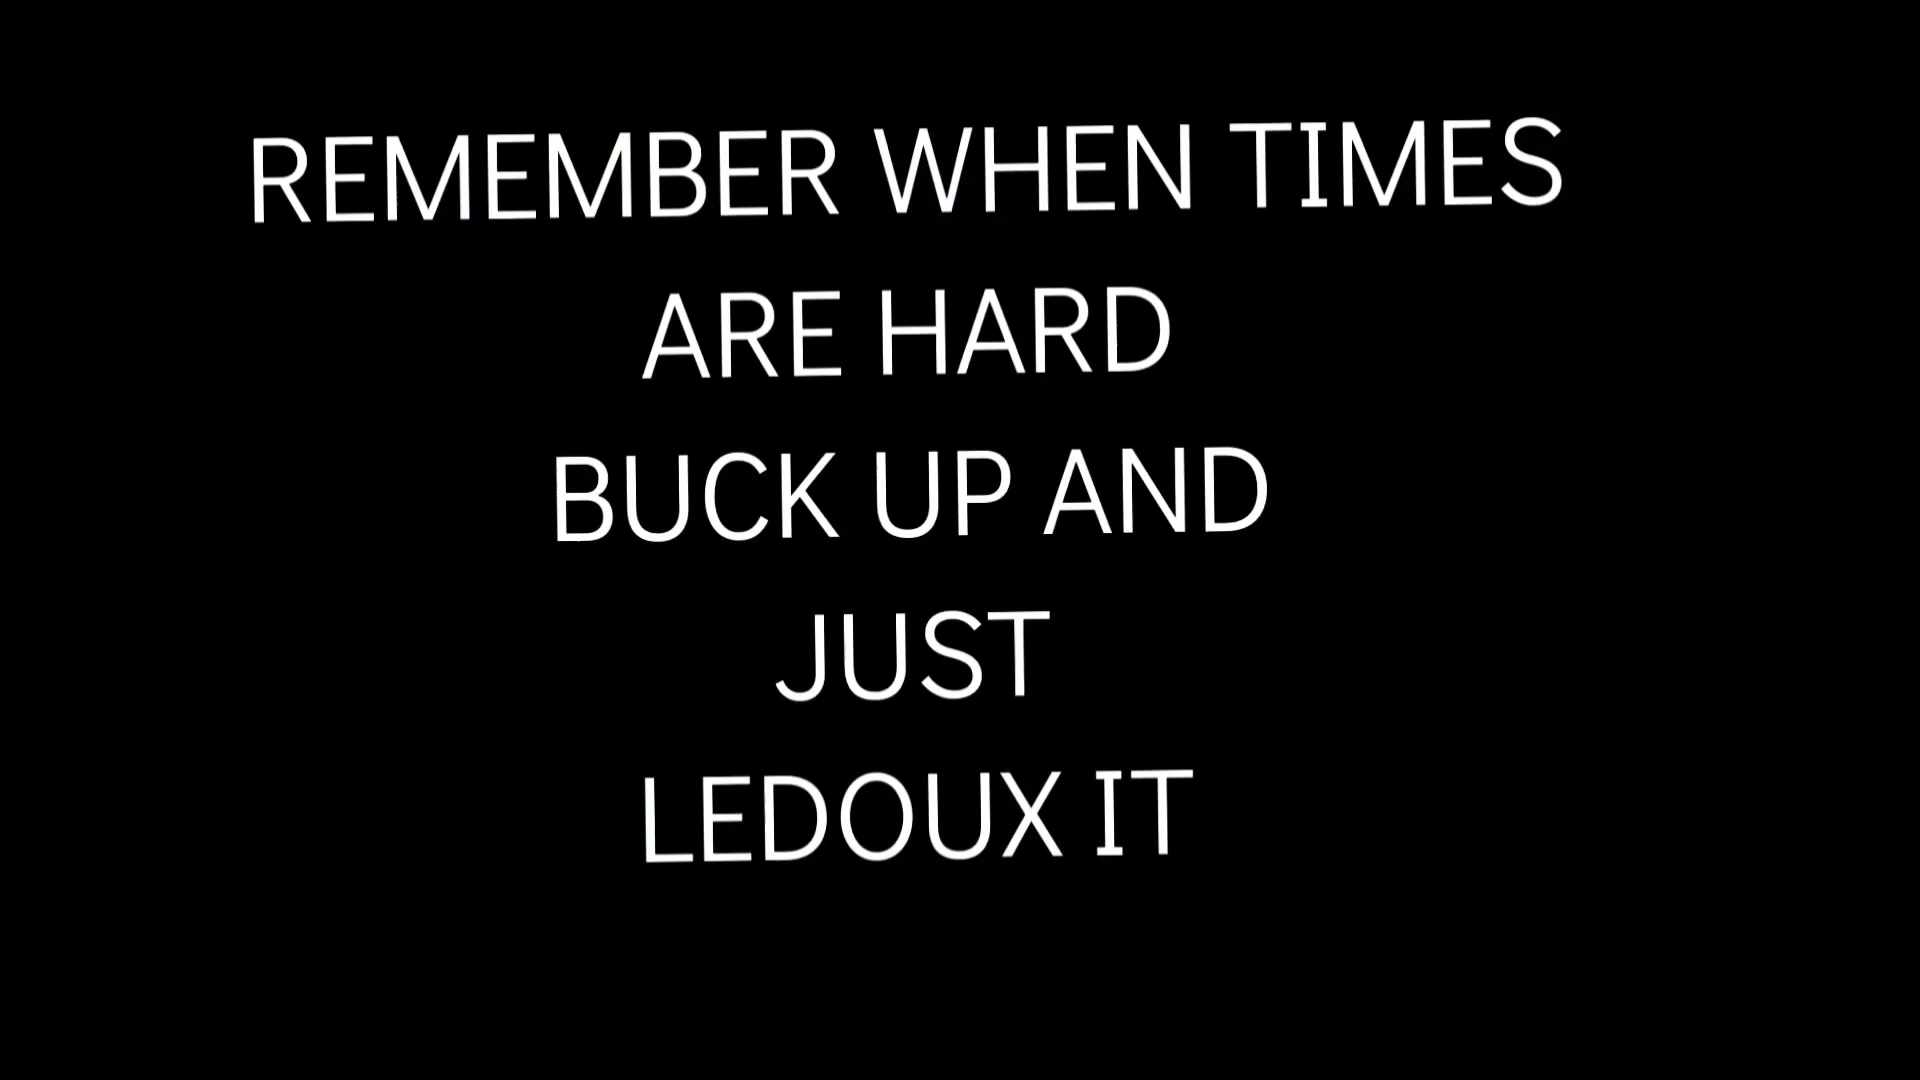 REMEMBER WHEN TIMES
ARE HARD
BUCK UP AND
JUST
LEDOUX IT